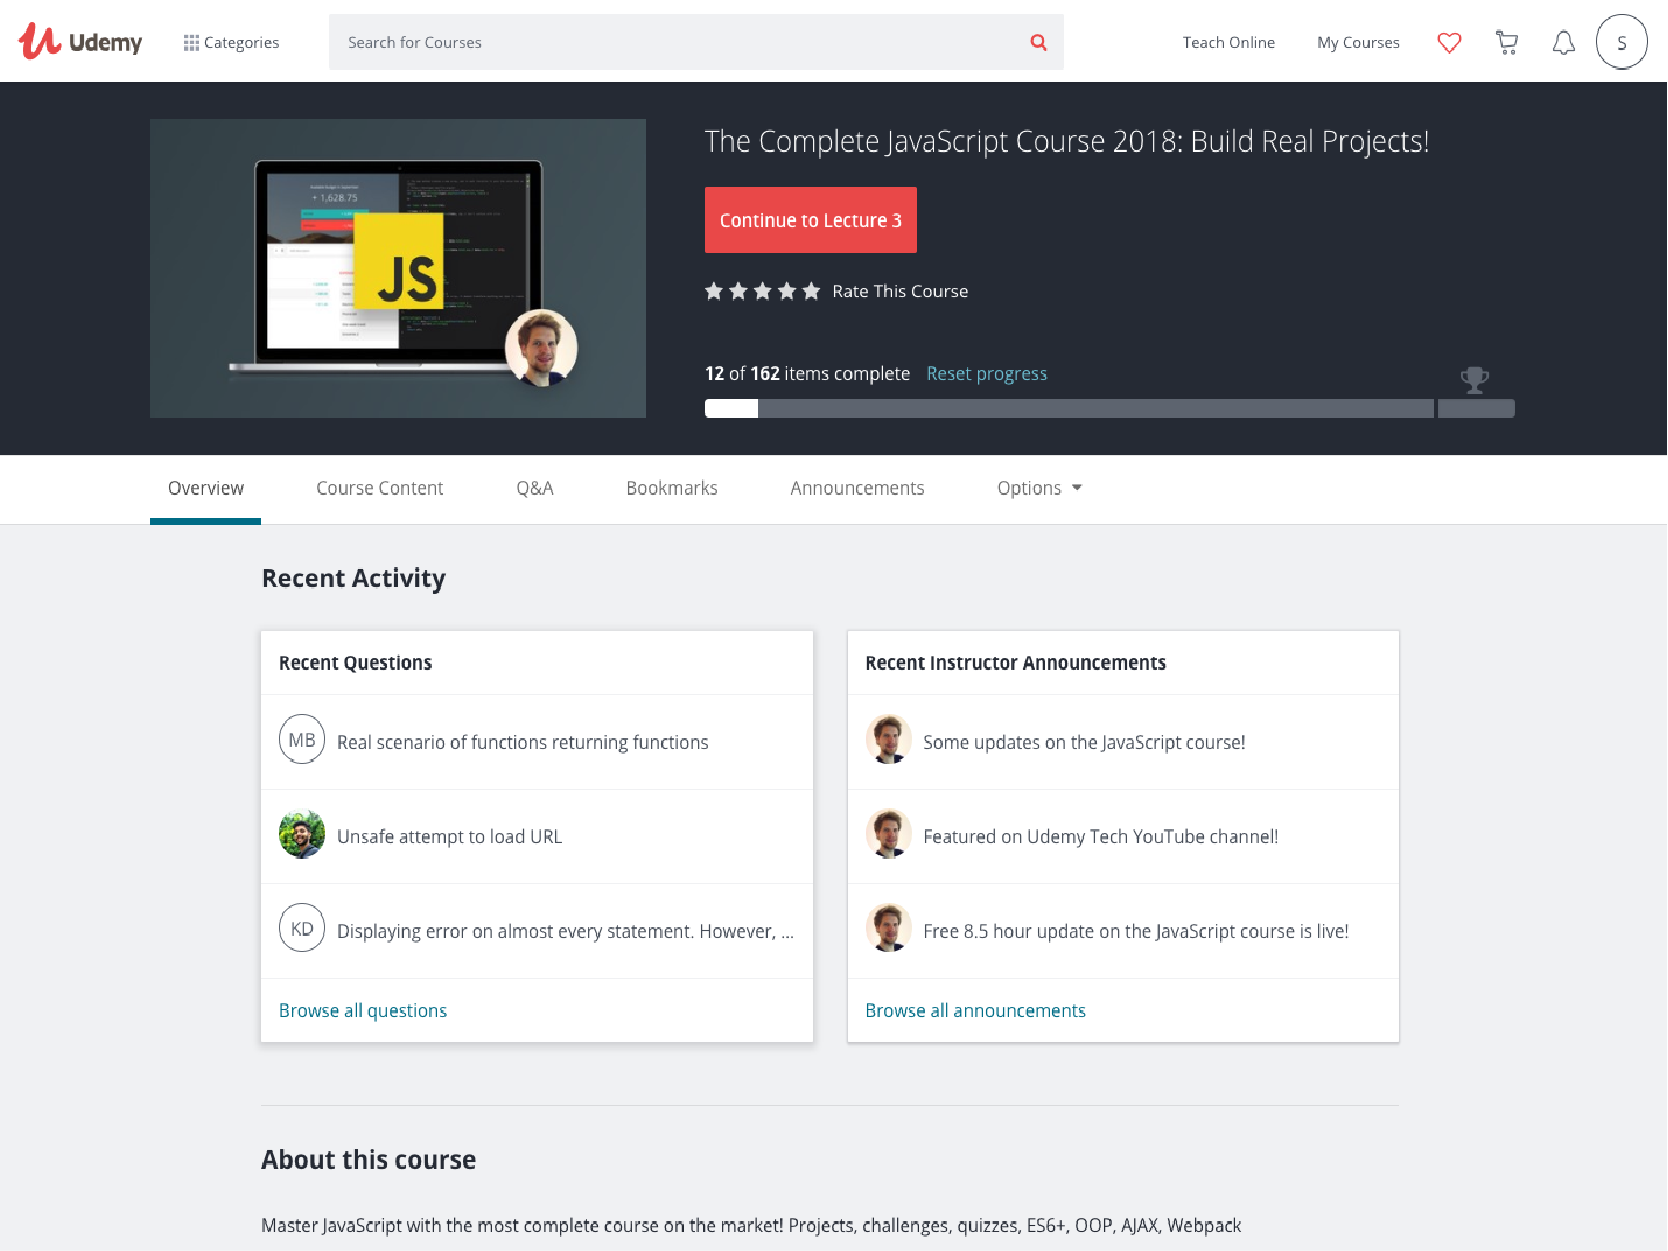 Udemy
Categories
Search for Courses
Teach Online
My Courses
S
+ 1,628.75
JS
The Complete JavaScript Course 2018: Build Real Projects!
Continue to Lecture 3
Rate This Course
12 of 162 items complete Reset progress
Overview
Course Content
Q&A
Bookmarks
Announcements
Options
Recent Activity
Recent Questions
MB Real scenario of functions returning functions
Unsafe attempt to load URL
KD Displaying error on almost every statement. However, ...
Browse all questions
Recent Instructor Announcements
Some updates on the JavaScript course!
Featured on Udemy Tech YouTube channel!
Free 8.5 hour update on the JavaScript course is live!
Browse all announcements
About this course
Master JavaScript with the most complete course on the market! Projects, challenges, quizzes, ES6+, OOP, AJAX, Webpack